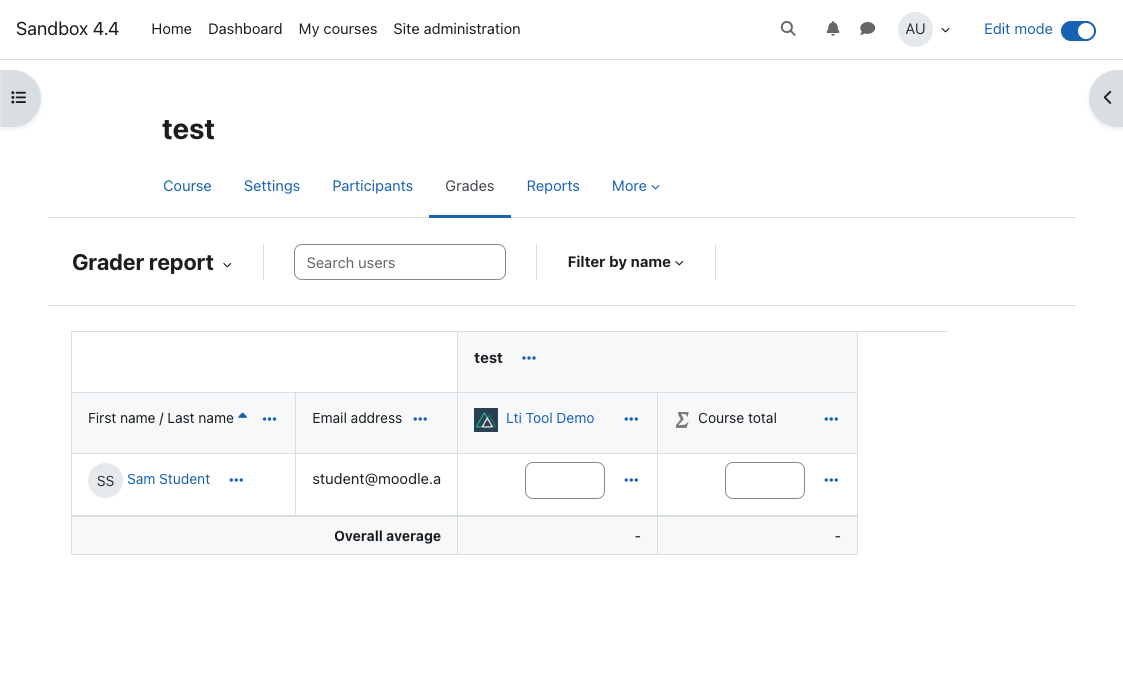 Sandbox 4.4 Home Dashboard My courses Site administration AU Edit mode
test
Course Settings Participants Grades Reports More
Grader report Search users Filter by name
test
First name / Last name Email address Lti Tool Demo Course total
SS Sam Student student@moodle.a
Overall average - -